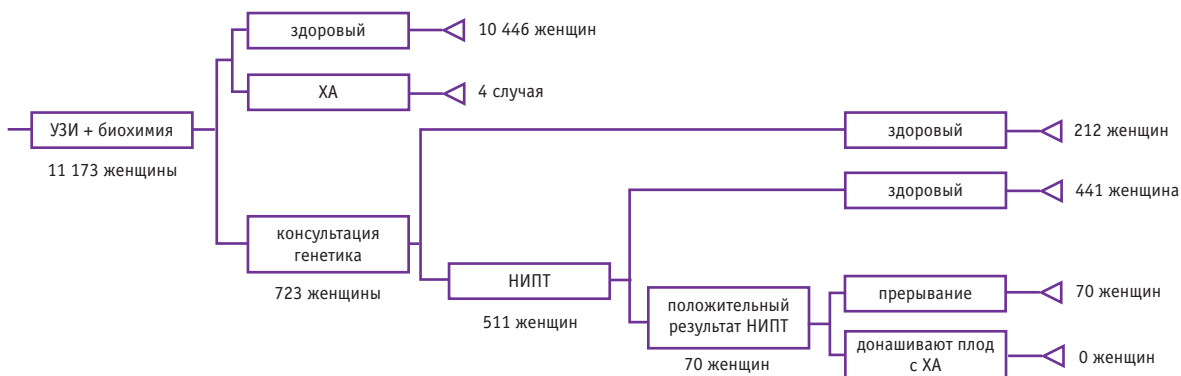 здоровый
10 446 женщин
ХА
4 случая
УЗИ + биохимия
11 173 женщины
здоровый
212 женщин
здоровый
441 женщина
консультация
генетика
723 женщины
НИПТ
511 женщин
положительный
результат НИПТ
70 женщин
прерывание
70 женщин
донашивают плод
с ХА
0 женщин